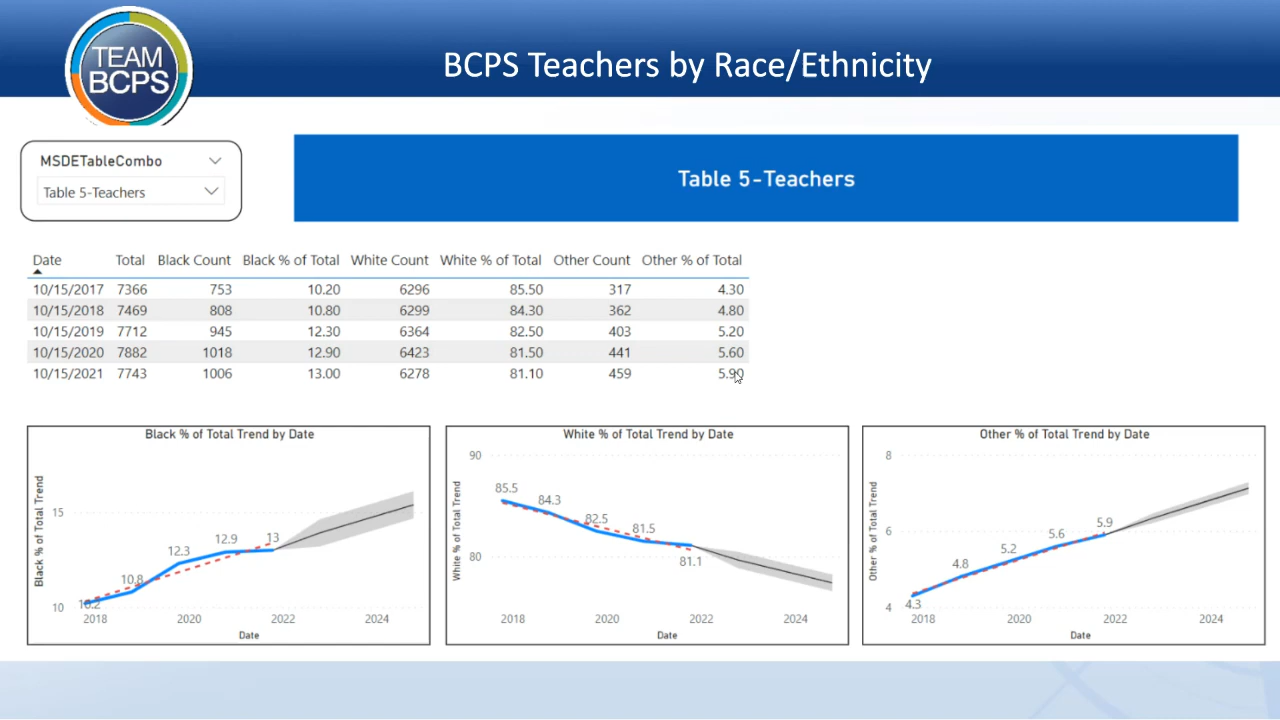 TEAM
BCPS
BCPS Teachers by Race/Ethnicity
MSDETableCombo
Table 5-Teachers
Table 5-Teachers
Date Total Black Count Black % of Total White Count White % of Total Other Count Other % of Total
10/15/2017 7366 753 10.20 6296 85.50 317 4.30
10/15/2018 7469 808 10.80 6299 84.30 362 4.80
10/15/2019 7712 945 12.30 6364 82.50 403 5.20
10/15/2020 7882 1018 12.90 6423 81.50 441 5.60
10/15/2021 7743 1006 13.00 6278 81.10 459 5.90
Black % of Total Trend by Date
Black % of Total Trend
15
10
10.2
10.8
12.3
12.9
13
2018 2020 2022 2024
Date
White % of Total Trend by Date
White % of Total Trend
90
80
85.5
84.3
82.5
81.5
81.1
2018 2020 2022 2024
Date
Other % of Total Trend by Date
Other % of Total Trend
8
6
4
4.3
4.8
5.2
5.6
5.9
2018 2020 2022 2024
Date